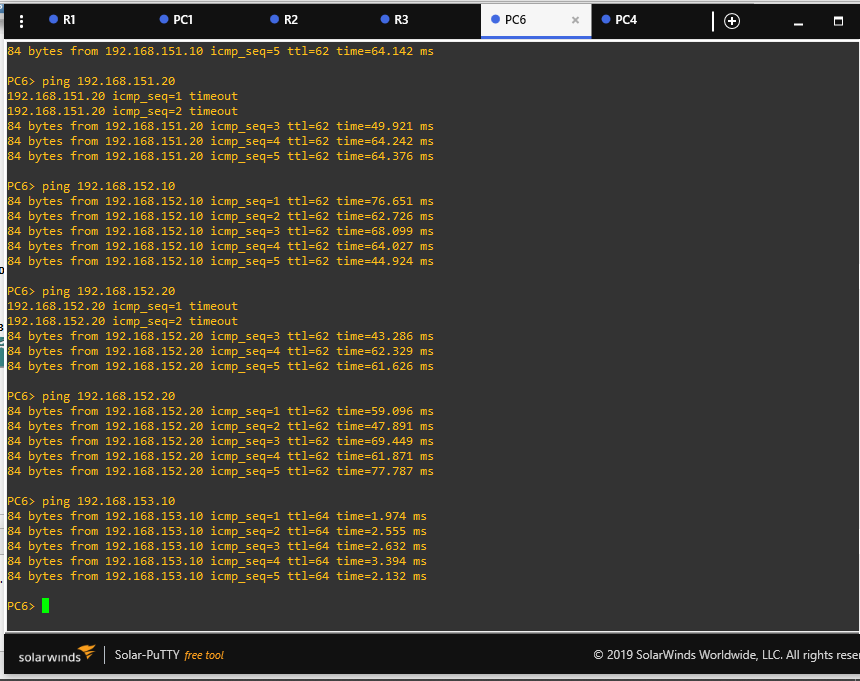 R1 PC1 R2 R3 PC6 × PC4
84 bytes from 192.168.151.10 icmp_seq=5 ttl=62 time=64.142 ms
PC6> ping 192.168.151.20
192.168.151.20 icmp_seq=1 timeout
192.168.151.20 icmp_seq=2 timeout
84 bytes from 192.168.151.20 icmp_seq=3 ttl=62 time=49.921 ms
84 bytes from 192.168.151.20 icmp_seq=4 ttl=62 time=64.242 ms
84 bytes from 192.168.151.20 icmp_seq=5 ttl=62 time=64.376 ms
PC6> ping 192.168.152.10
84 bytes from 192.168.152.10 icmp_seq=1 ttl=62 time=76.651 ms
84 bytes from 192.168.152.10 icmp_seq=2 ttl=62 time=62.726 ms
84 bytes from 192.168.152.10 icmp_seq=3 ttl=62 time=68.099 ms
84 bytes from 192.168.152.10 icmp_seq=4 ttl=62 time=64.027 ms
84 bytes from 192.168.152.10 icmp_seq=5 ttl=62 time=44.924 ms
PC6> ping 192.168.152.20
192.168.152.20 icmp_seq=1 timeout
192.168.152.20 icmp_seq=2 timeout
84 bytes from 192.168.152.20 icmp_seq=3 ttl=62 time=43.286 ms
84 bytes from 192.168.152.20 icmp_seq=4 ttl=62 time=62.329 ms
84 bytes from 192.168.152.20 icmp_seq=5 ttl=62 time=61.626 ms
PC6> ping 192.168.152.20
84 bytes from 192.168.152.20 icmp_seq=1 ttl=62 time=59.096 ms
84 bytes from 192.168.152.20 icmp_seq=2 ttl=62 time=47.891 ms
84 bytes from 192.168.152.20 icmp_seq=3 ttl=62 time=69.449 ms
84 bytes from 192.168.152.20 icmp_seq=4 ttl=62 time=61.871 ms
84 bytes from 192.168.152.20 icmp_seq=5 ttl=62 time=77.787 ms
PC6> ping 192.168.153.10
84 bytes from 192.168.153.10 icmp_seq=1 ttl=64 time=1.974 ms
84 bytes from 192.168.153.10 icmp_seq=2 ttl=64 time=2.555 ms
84 bytes from 192.168.153.10 icmp_seq=3 ttl=64 time=2.632 ms
84 bytes from 192.168.153.10 icmp_seq=4 ttl=64 time=3.394 ms
84 bytes from 192.168.153.10 icmp_seq=5 ttl=64 time=2.132 ms
PC6>
solarwinds Solar-PuTTY free tool © 2019 SolarWinds Worldwide, LLC. All rights rese